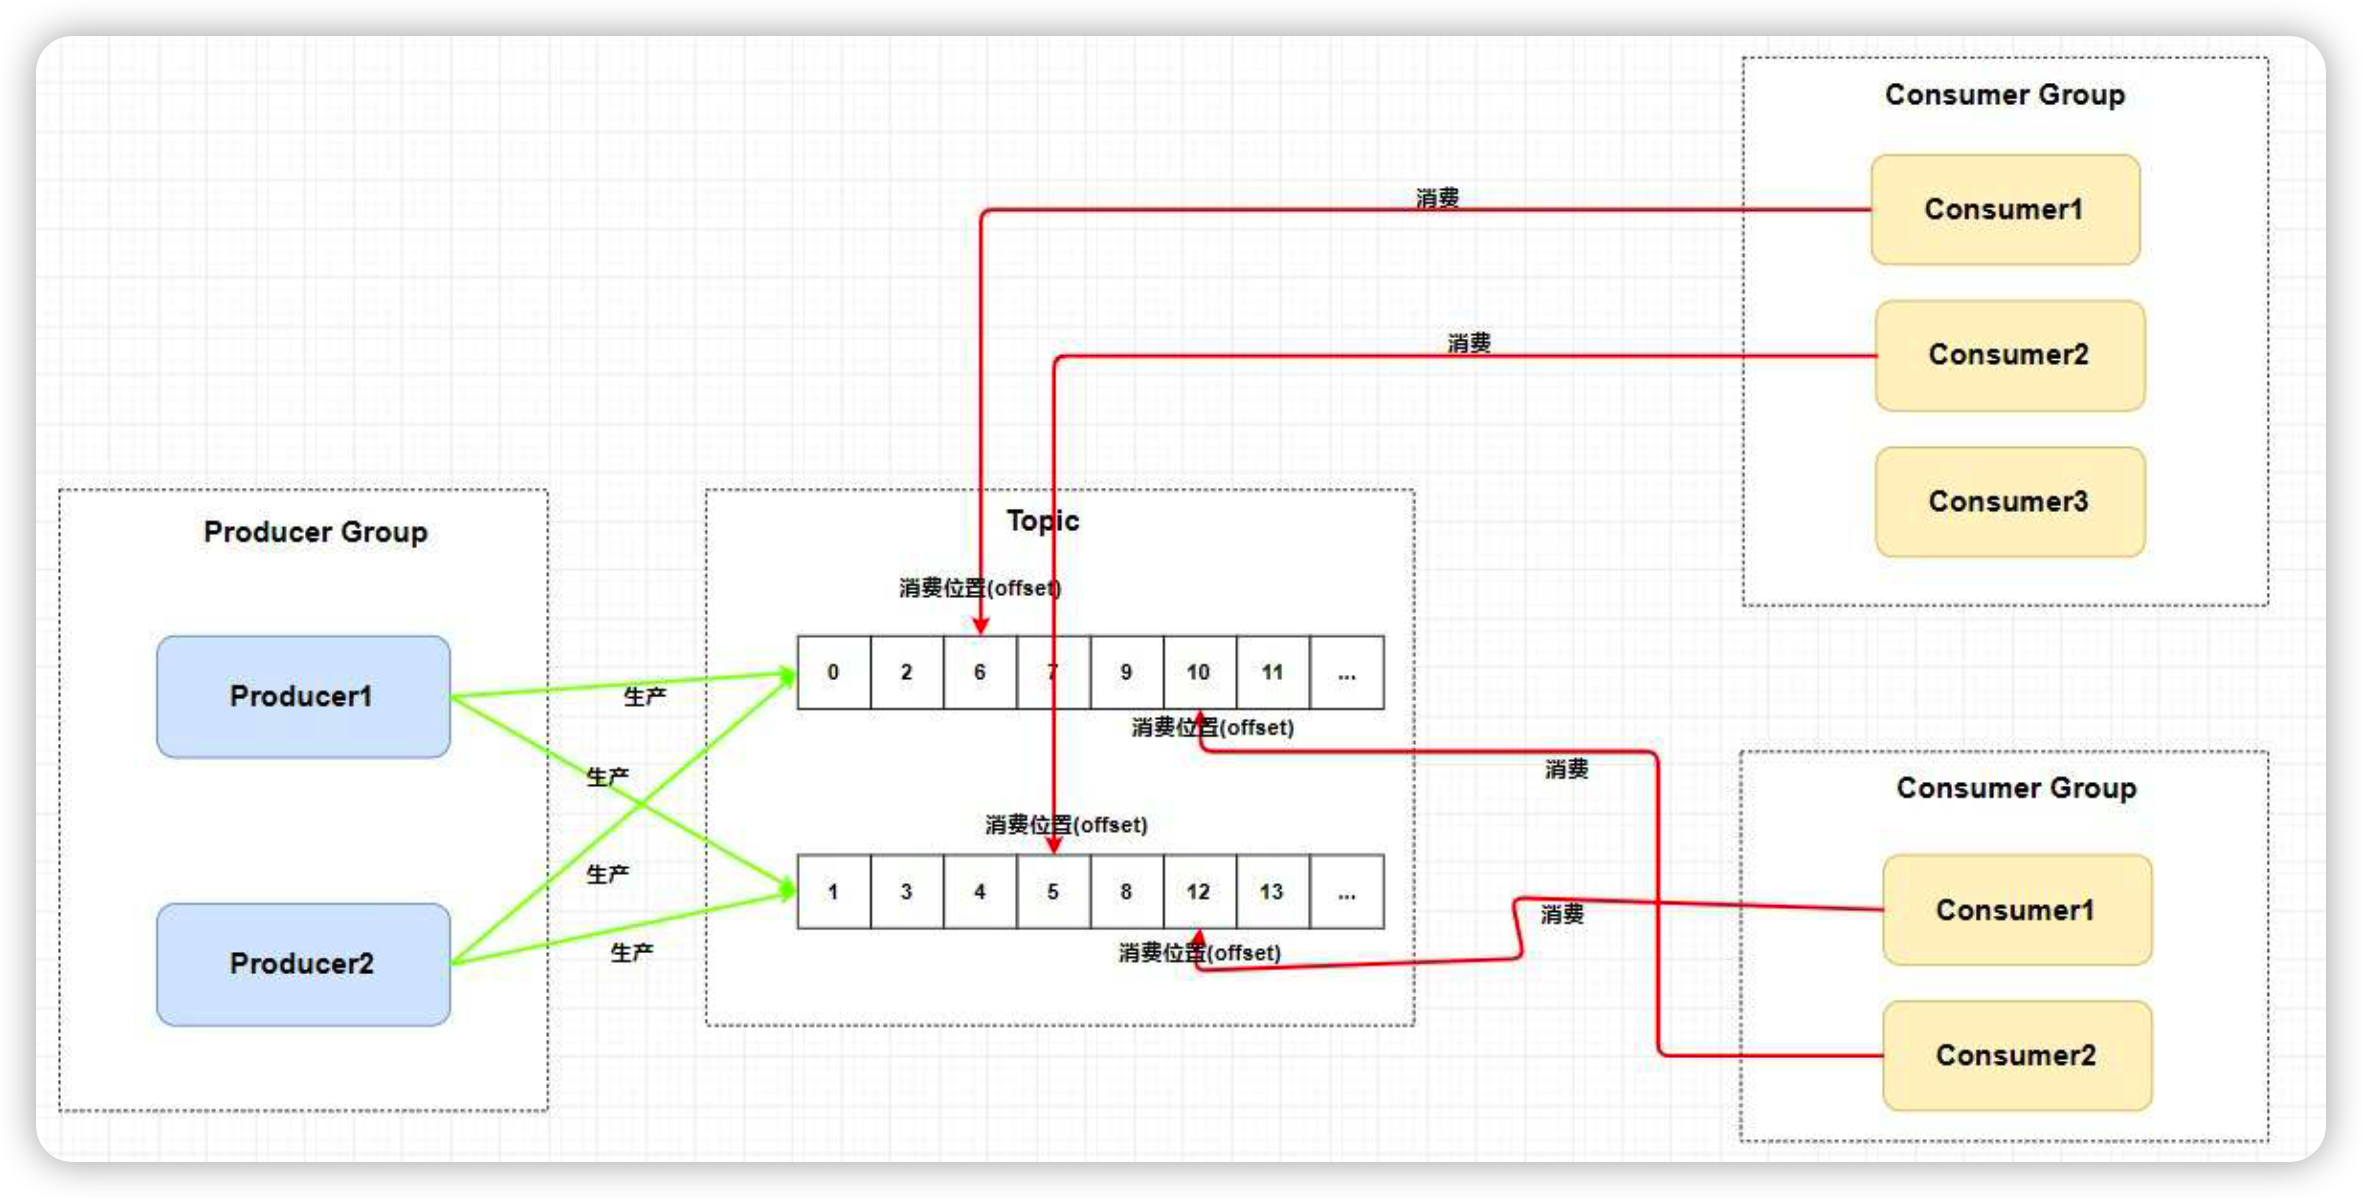 Consumer Group
Consumer1
消费
Consumer2
消费
Consumer3
Producer Group
Producer1
Producer2
生产
生产
生产
生产
Topic
消费位置(offset)
0 2 6 7 9 10 11 ...
消费位置(offset)
消费位置(offset)
1 3 4 5 8 12 13 ...
消费位置(offset)
消费
消费
Consumer Group
Consumer1
Consumer2